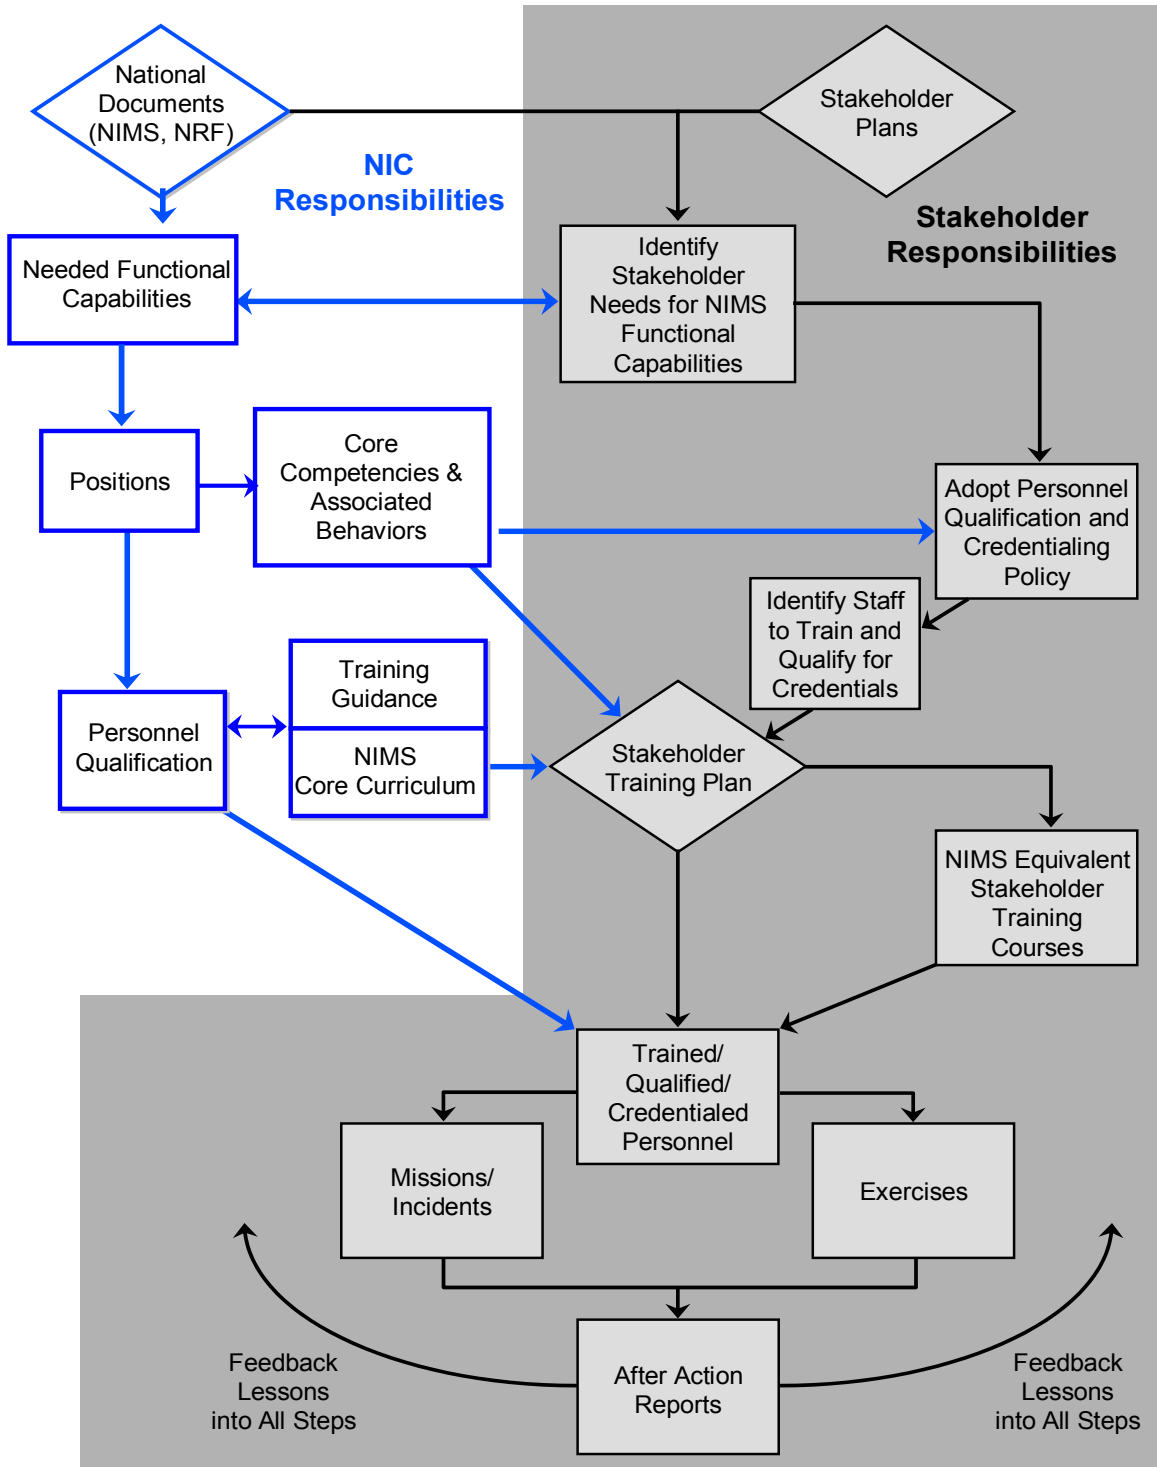 National
Documents
(NIMS, NRF)
Stakeholder
Plans
NIC
Responsibilities
Stakeholder
Responsibilities
Needed Functional
Capabilities
Identify
Stakeholder
Needs for NIMS
Functional
Capabilities
Positions
Core
Competencies &
Associated
Behaviors
Adopt Personnel
Qualification and
Credentialing
Policy
Identify Staff
to Train and
Qualify for
Credentials
Training
Guidance
Personnel
Qualification
NIMS
Core Curriculum
Stakeholder
Training Plan
NIMS Equivalent
Stakeholder
Training
Courses
Trained/
Qualified/
Credentialed
Personnel
Missions/
Incidents
Exercises
Feedback
Lessons
into All Steps
After Action
Reports
Feedback
Lessons
into All Steps